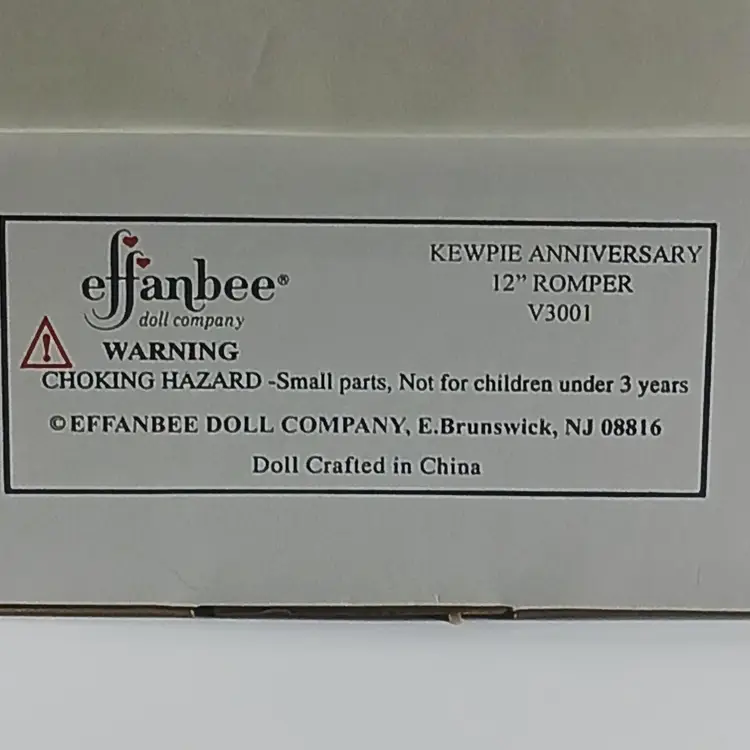 effanbee®
doll company
KEWPIE ANNIVERSARY
12” ROMPER
V3001
WARNING
CHOKING HAZARD -Small parts, Not for children under 3 years
©EFFANBEE DOLL COMPANY, E.Brunswick, NJ 08816
Doll Crafted in China